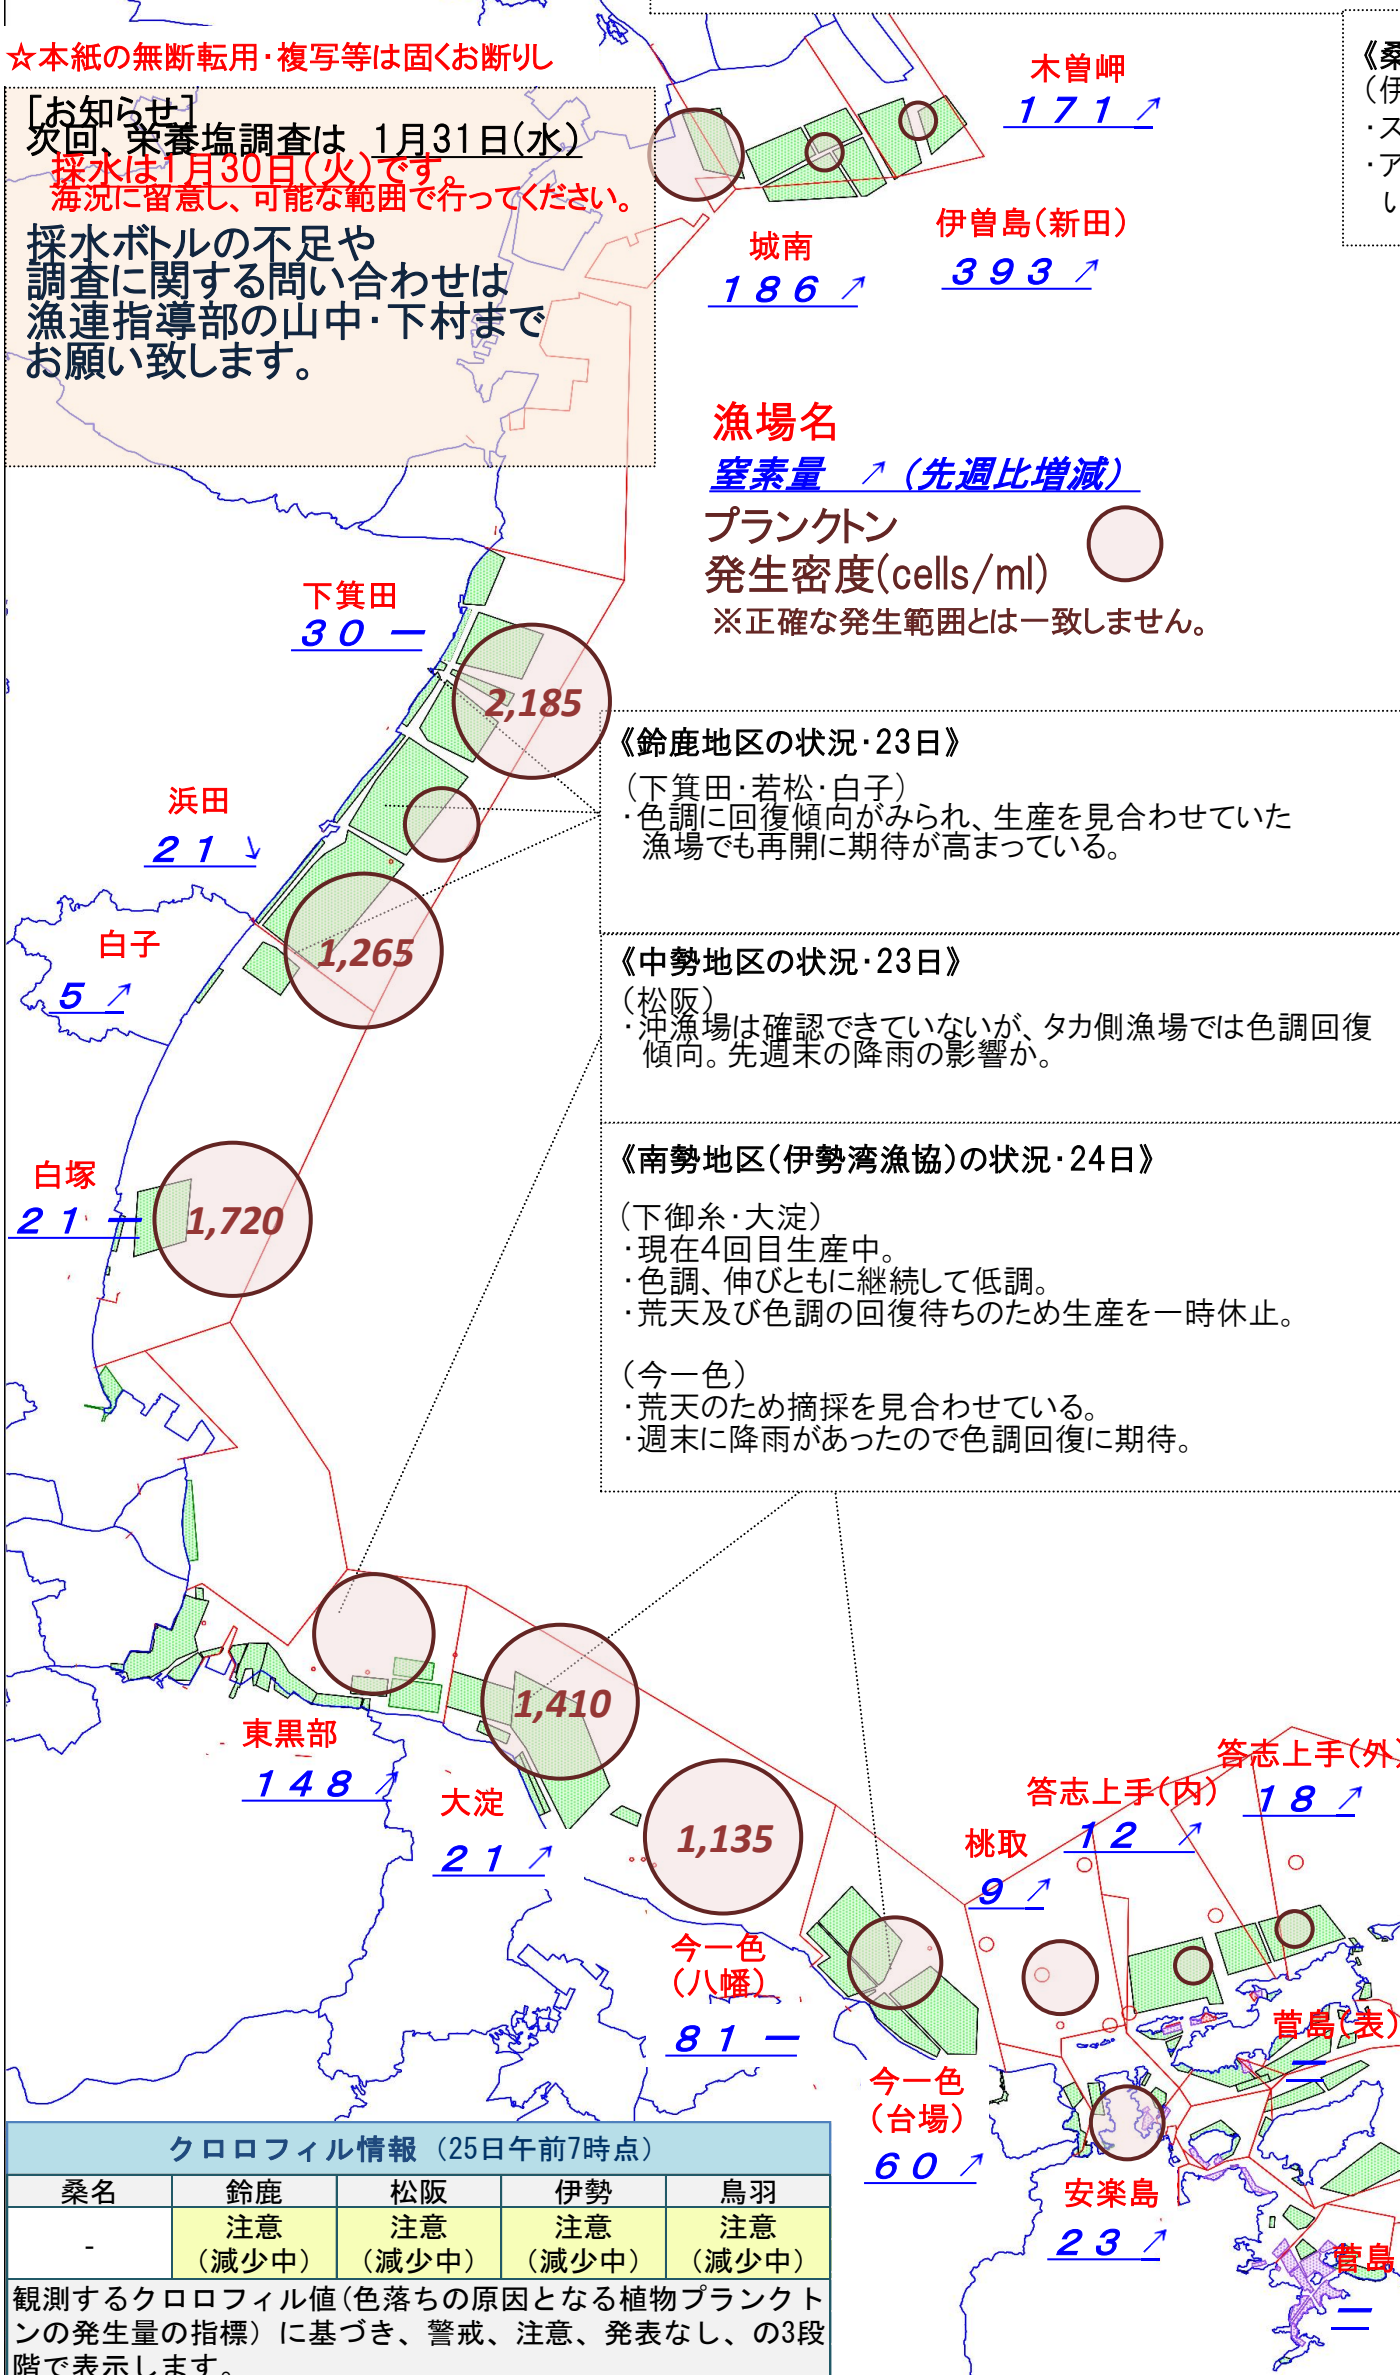 ☆本紙の無断転用・複写等は固くお断りし
[お知らせ]
次回、栄養塩調査は 1月31日(水)
採水は1月30日(火)です。
海況に留意し、可能な範囲で行ってください。
採水ボトルの不足や
調査に関する問い合わせは
漁連指導部の山中・下村まで
お願い致します。
木曽岬
171↗
伊曽島(新田)
393↗
城南
186↗
《桑
(伊
・ス
・ア
い
漁場名
窒素量 ↗(先週比増減)
プランクトン
発生密度(cells/ml)
※正確な発生範囲とは一致しません。
下箕田
30 ー
2,185
浜田
21 ↘
白子
5 ↗
1,265
《鈴鹿地区の状況・23日》
(下箕田・若松・白子)
・色調に回復傾向がみられ、生産を見合わせていた
漁場でも再開に期待が高まっている。
《中勢地区の状況・23日》
(松阪)
・沖漁場は確認できていないが、タカ側漁場では色調回復
傾向。先週末の降雨の影響か。
白塚
21 ー
1,720
《南勢地区(伊勢湾漁協)の状況・24日》
(下御糸・大淀)
・現在4回目生産中。
・色調、伸びともに継続して低調。
・荒天及び色調の回復待ちのため生産を一時休止。
(今一色)
・荒天のため摘採を見合わせている。
・週末に降雨があったので色調回復に期待。
東黒部
148↗
1,410
大淀
21↗
1,135
今一色
(八幡)
81 ー
今一色
(台場)
60↗
桃取
9↗
答志上手(内)
12 ↗
答志上手(外)
18↗
菅島(表)
ー
安楽島
23↗
菅島
ー
クロロフィル情報(25日午前7時点)
桑名 鈴鹿 松阪 伊勢 鳥羽
- 注意 注意 注意 注意
(減少中) (減少中) (減少中) (減少中)
観測するクロロフィル値(色落ちの原因となる植物プランクト
ンの発生量の指標)に基づき、警戒、注意、発表なし、の3段
階で表示します。